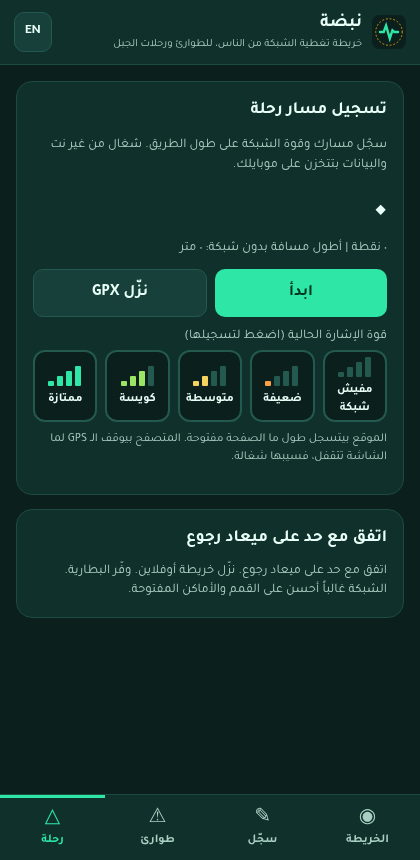 نبضة
خريطة تغطية الشبكة من الناس، للطوارئ ورحلات الجبل
EN
تسجيل مسار رحلة
سجّل مسارك وقوة الشبكة على طول الطريق. شغال من غير نت
والبيانات بتتخزن على موبايلك.
٠ نقطة | أطول مسافة بدون شبكة: ٠ متر
ابدأ
نزّل GPX
قوة الإشارة الحالية (اضغط لتسجيلها)
مفيش
شبكة
ضعيفة
متوسطة
كويسة
ممتازة
الموقع بيتسجل طول ما الصفحة مفتوحة. المتصفح بيوقف الـ GPS لما
الشاشة تتقفل، فسيبها شغالة.
اتفق مع حد على ميعاد رجوع
اتفق مع حد على ميعاد رجوع. نزّل خريطة أوفلاين. وفّر البطارية.
الشبكة غالباً أحسن على القمم والأماكن المفتوحة.
الخريطة
سجّل
طوارئ
رحلة